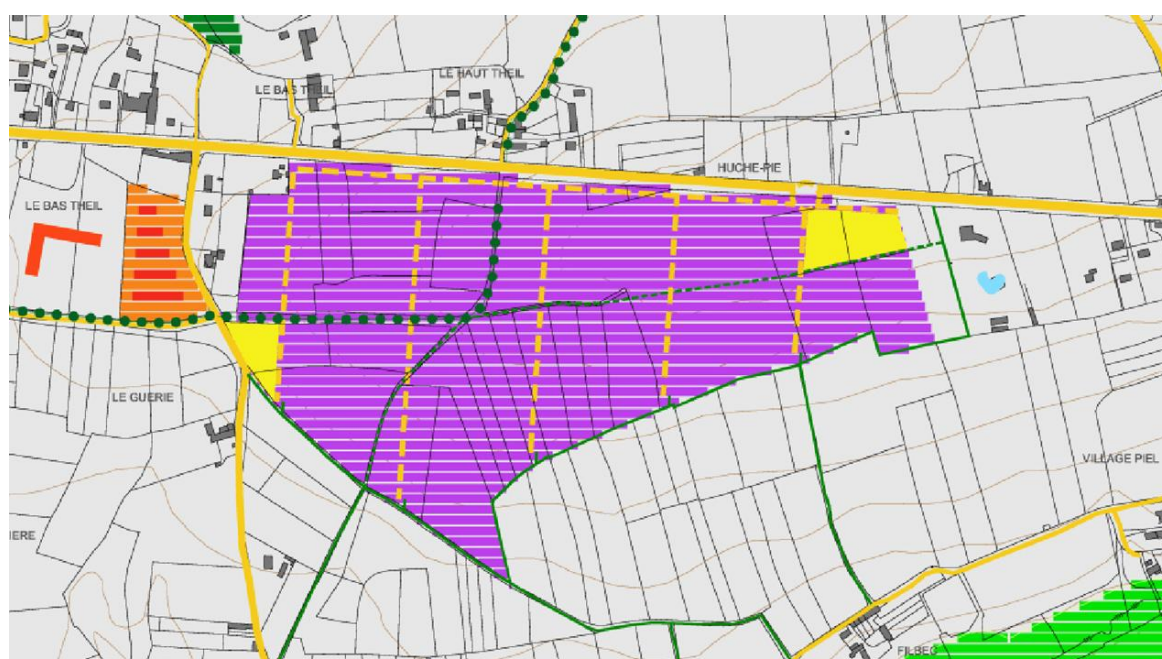 LE HAUT THEIL
LE BAS THEIL
HUCHE-PIE
LE BAS THEIL
LE GUERIE
VILLAGE PIEL
IERE
FILBEC